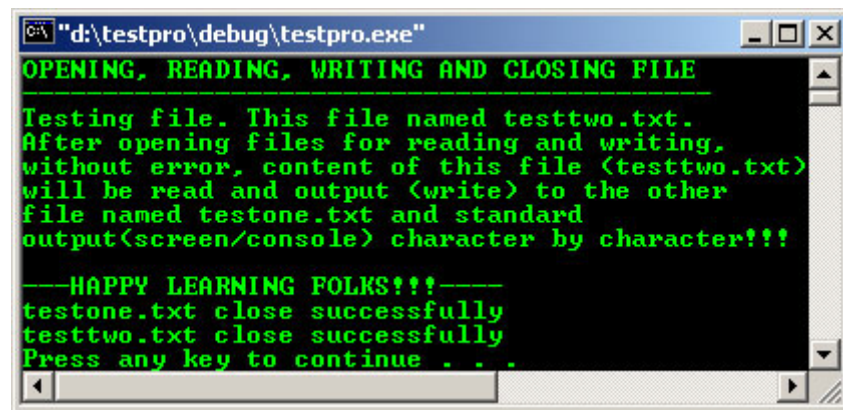 "d:\testpro\debug\testpro.exe"
OPENING, READING, WRITING AND CLOSING FILE
-------------------------------------------
Testing file. This file named testtwo.txt.
After opening files for reading and writing,
without error, content of this file (testtwo.txt)
will be read and output (write) to the other
file named testone.txt and standard
output(screen/console) character by character!!!
---HAPPY LEARNING FOLKS!!!----
testone.txt close successfully
testtwo.txt close successfully
Press any key to continue . . .